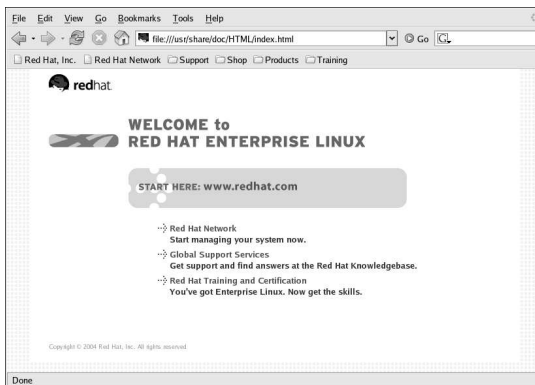 File Edit View Go Bookmarks Tools Help
file:///usr/share/doc/HTML/index.html Go G
Red Hat, Inc. Red Hat Network Support Shop Products Training
redhat.
WELCOME to
RED HAT ENTERPRISE LINUX
START HERE: www.redhat.com
Red Hat Network
Start managing your system now.
Global Support Services
Get support and find answers at the Red Hat Knowledgebase.
Red Hat Training and Certification
You've got Enterprise Linux. Now get the skills.
Copyright © 2004 Red Hat, Inc. All rights reserved.
Done